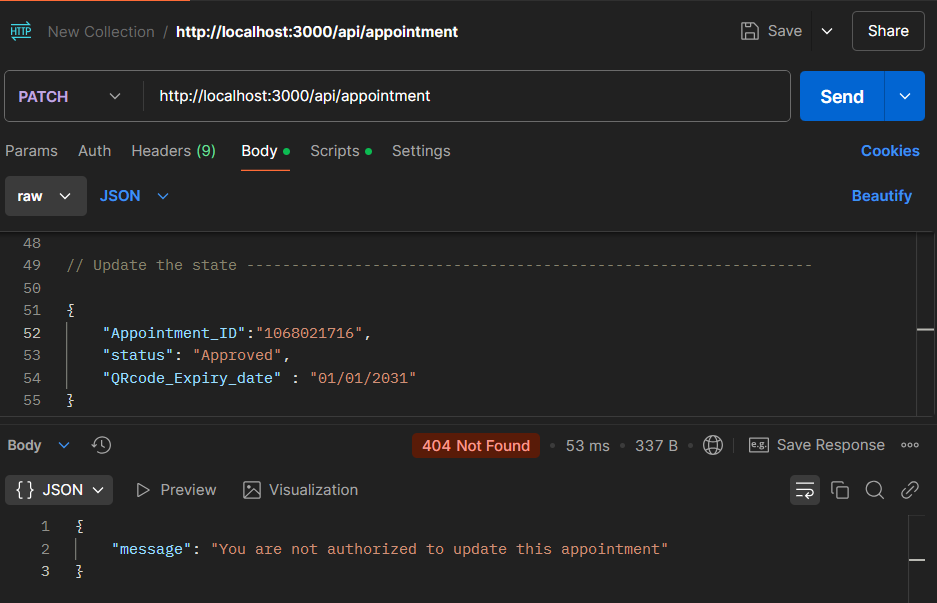 HTTP New Collection / http://localhost:3000/api/appointment Save Share
PATCH http://localhost:3000/api/appointment Send
Params Auth Headers (9) Body Scripts Settings Cookies
raw JSON Beautify
48
49 // Update the state ----------------------------------------------------------------
50
51 {
52 "Appointment_ID":"1068021716",
53 "status": "Approved",
54 "QRcode_Expiry_date" : "01/01/2031"
55 }
Body 404 Not Found 53 ms 337 B e.g. Save Response
{} JSON Preview Visualization
1 {
2 "message": "You are not authorized to update this appointment"
3 }